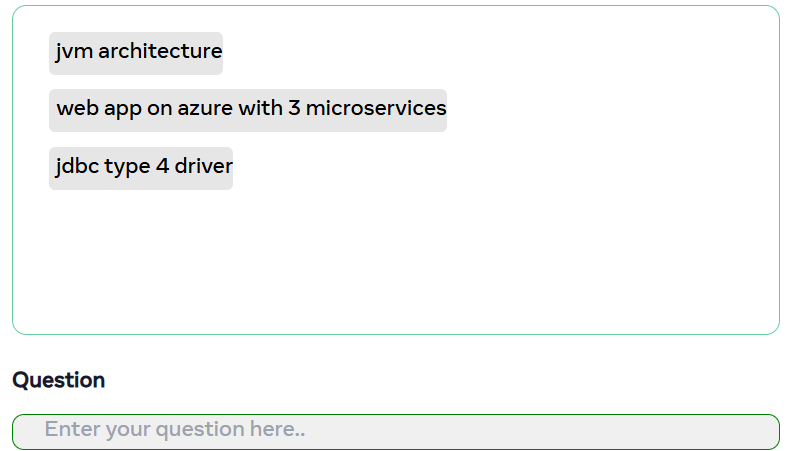 jvm architecture
web app on azure with 3 microservices
jdbc type 4 driver
Question
Enter your question here..